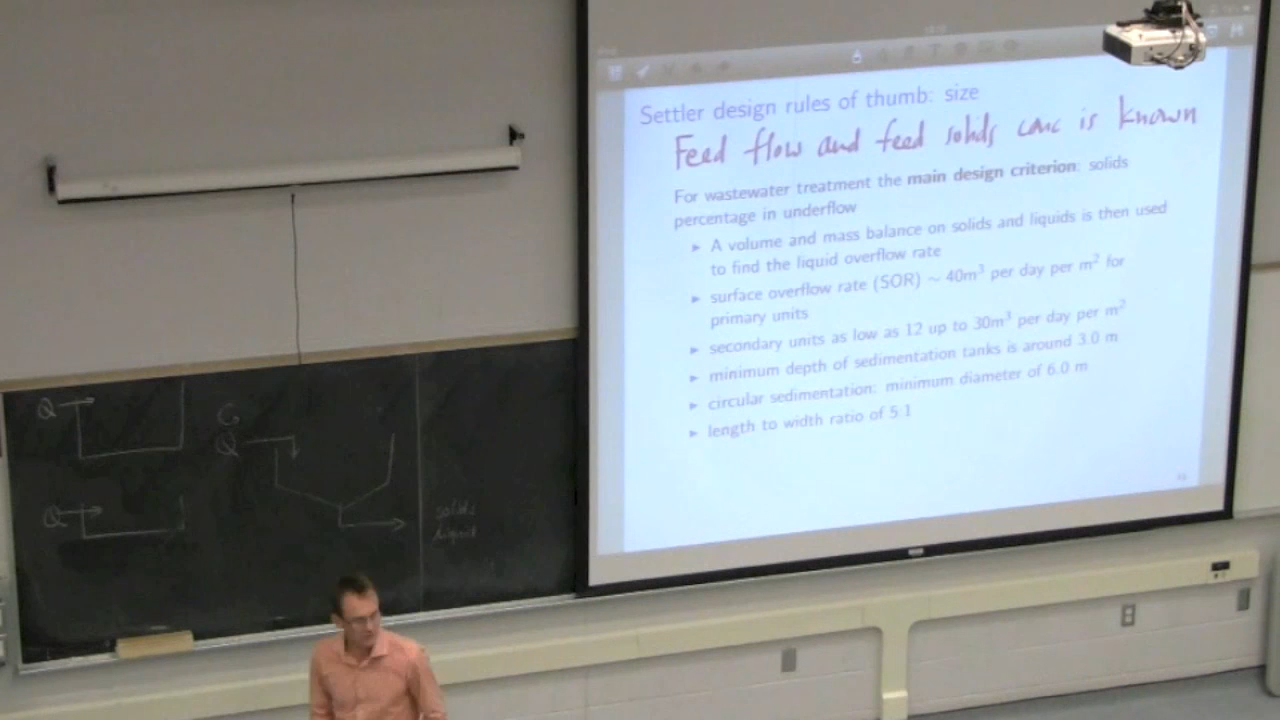 Settler design rules of thumb: size
Feed flow and feed solids conc is known
For wastewater treatment the main design criterion: solids
percentage in underflow
► A volume and mass balance on solids and liquids is then used
to find the liquid overflow rate
► surface overflow rate (SOR) ~ 40m³ per day per m² for
primary units
► secondary units as low as 12 up to 30m³ per day per m²
► minimum depth of sedimentation tanks is around 3.0 m
► circular sedimentation: minimum diameter of 6.0 m
► length to width ratio of 5:1
Q
Q
Q
solids
liquid